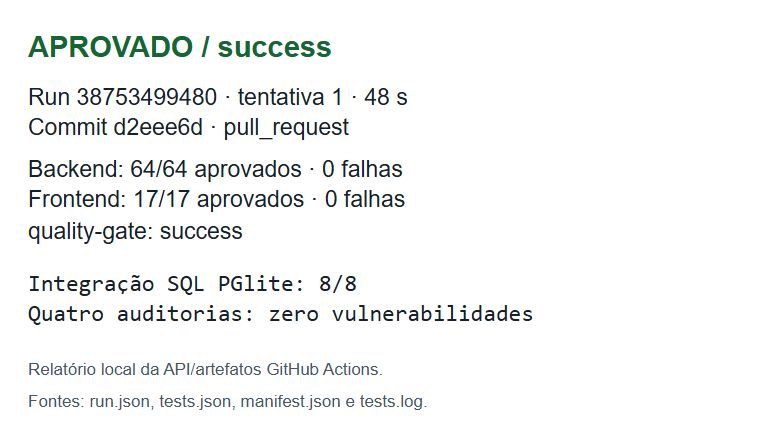 APROVADO / success
Run 38753499480 · tentativa 1 · 48 s
Commit d2eee6d · pull_request
Backend: 64/64 aprovados · 0 falhas
Frontend: 17/17 aprovados · 0 falhas
quality-gate: success
Integração SQL PGlite: 8/8
Quatro auditorias: zero vulnerabilidades
Relatório local da API/artefatos GitHub Actions.
Fontes: run.json, tests.json, manifest.json e tests.log.